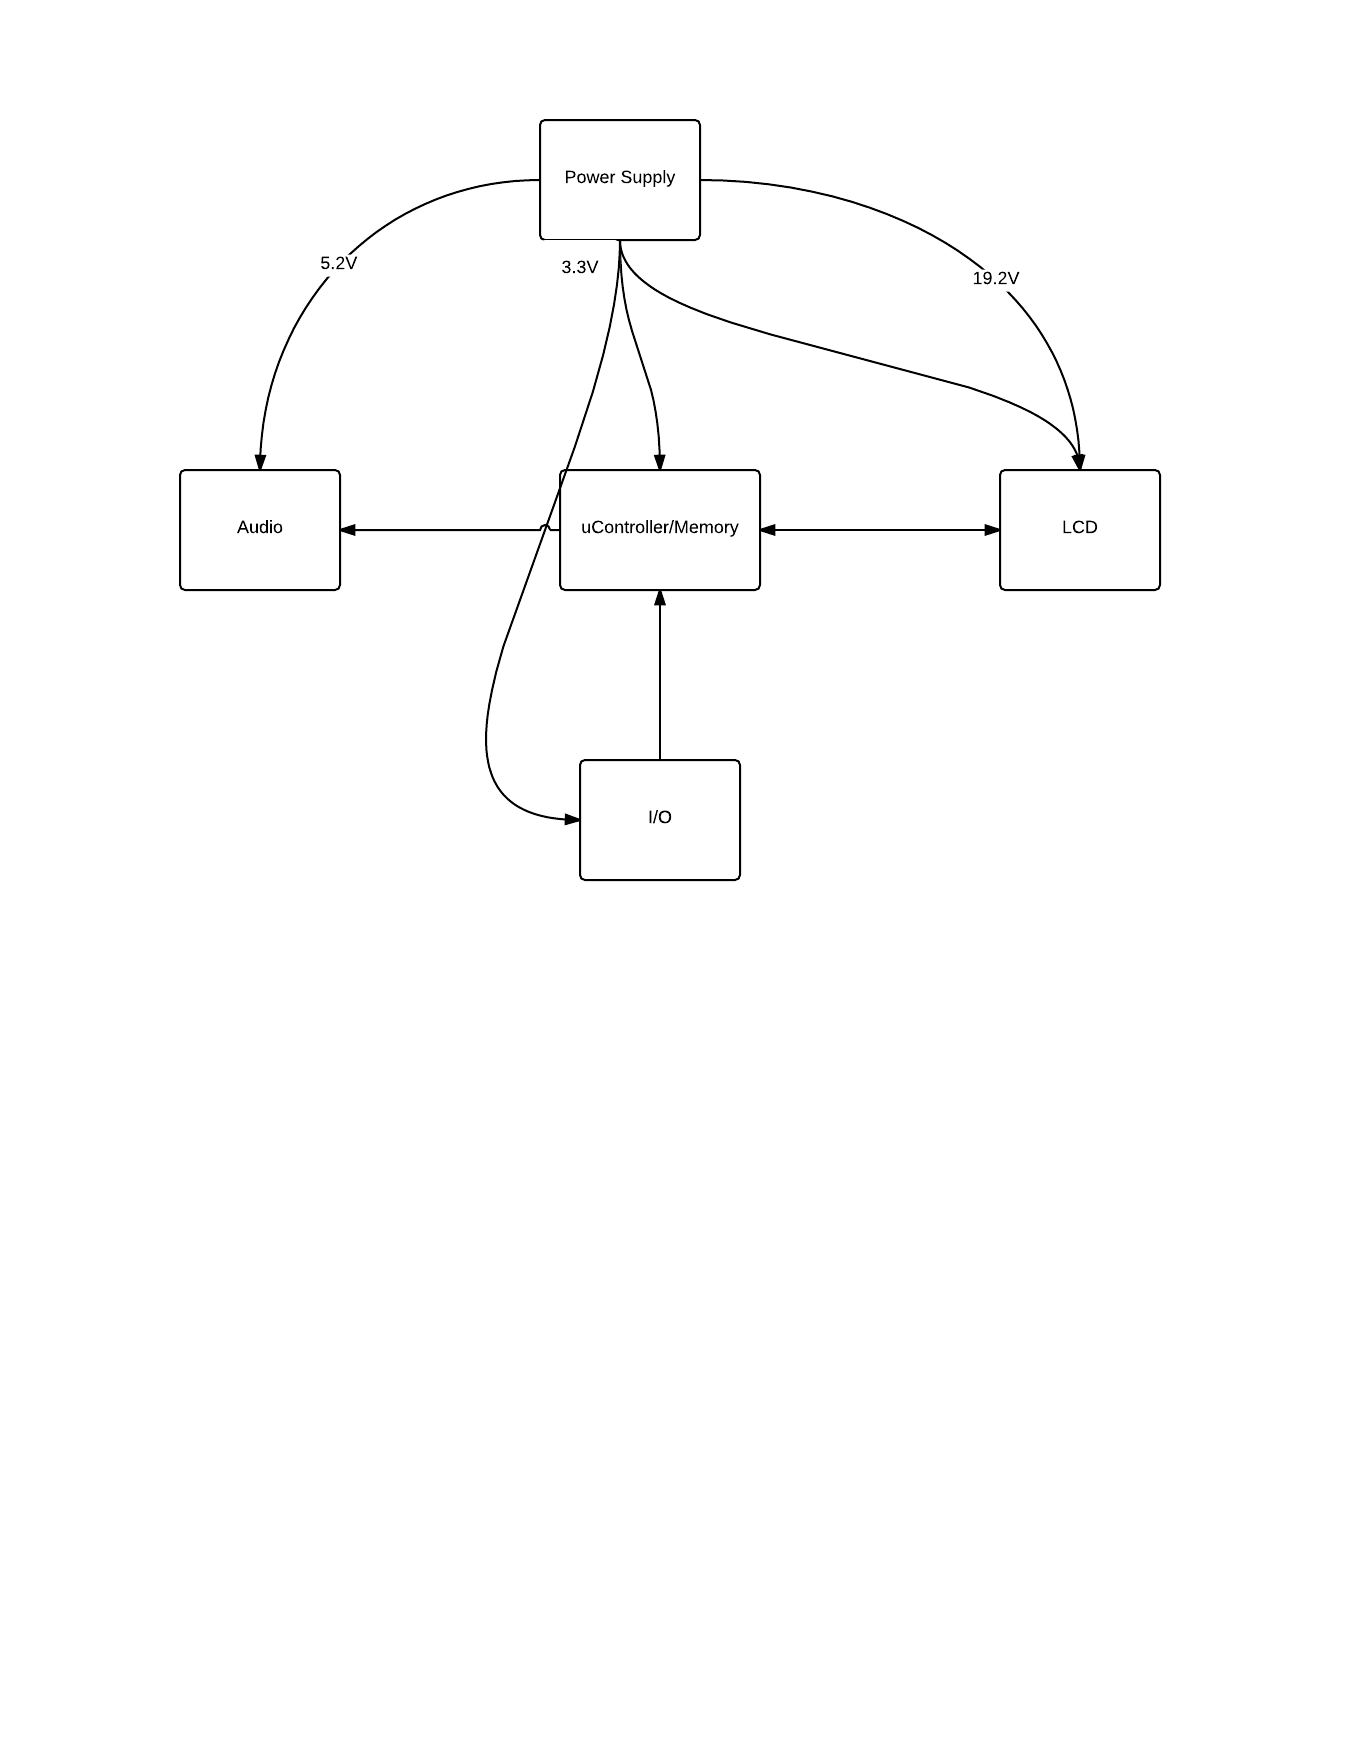 Power Supply
5.2V
3.3V
19.2V
Audio
uController/Memory
LCD
I/O